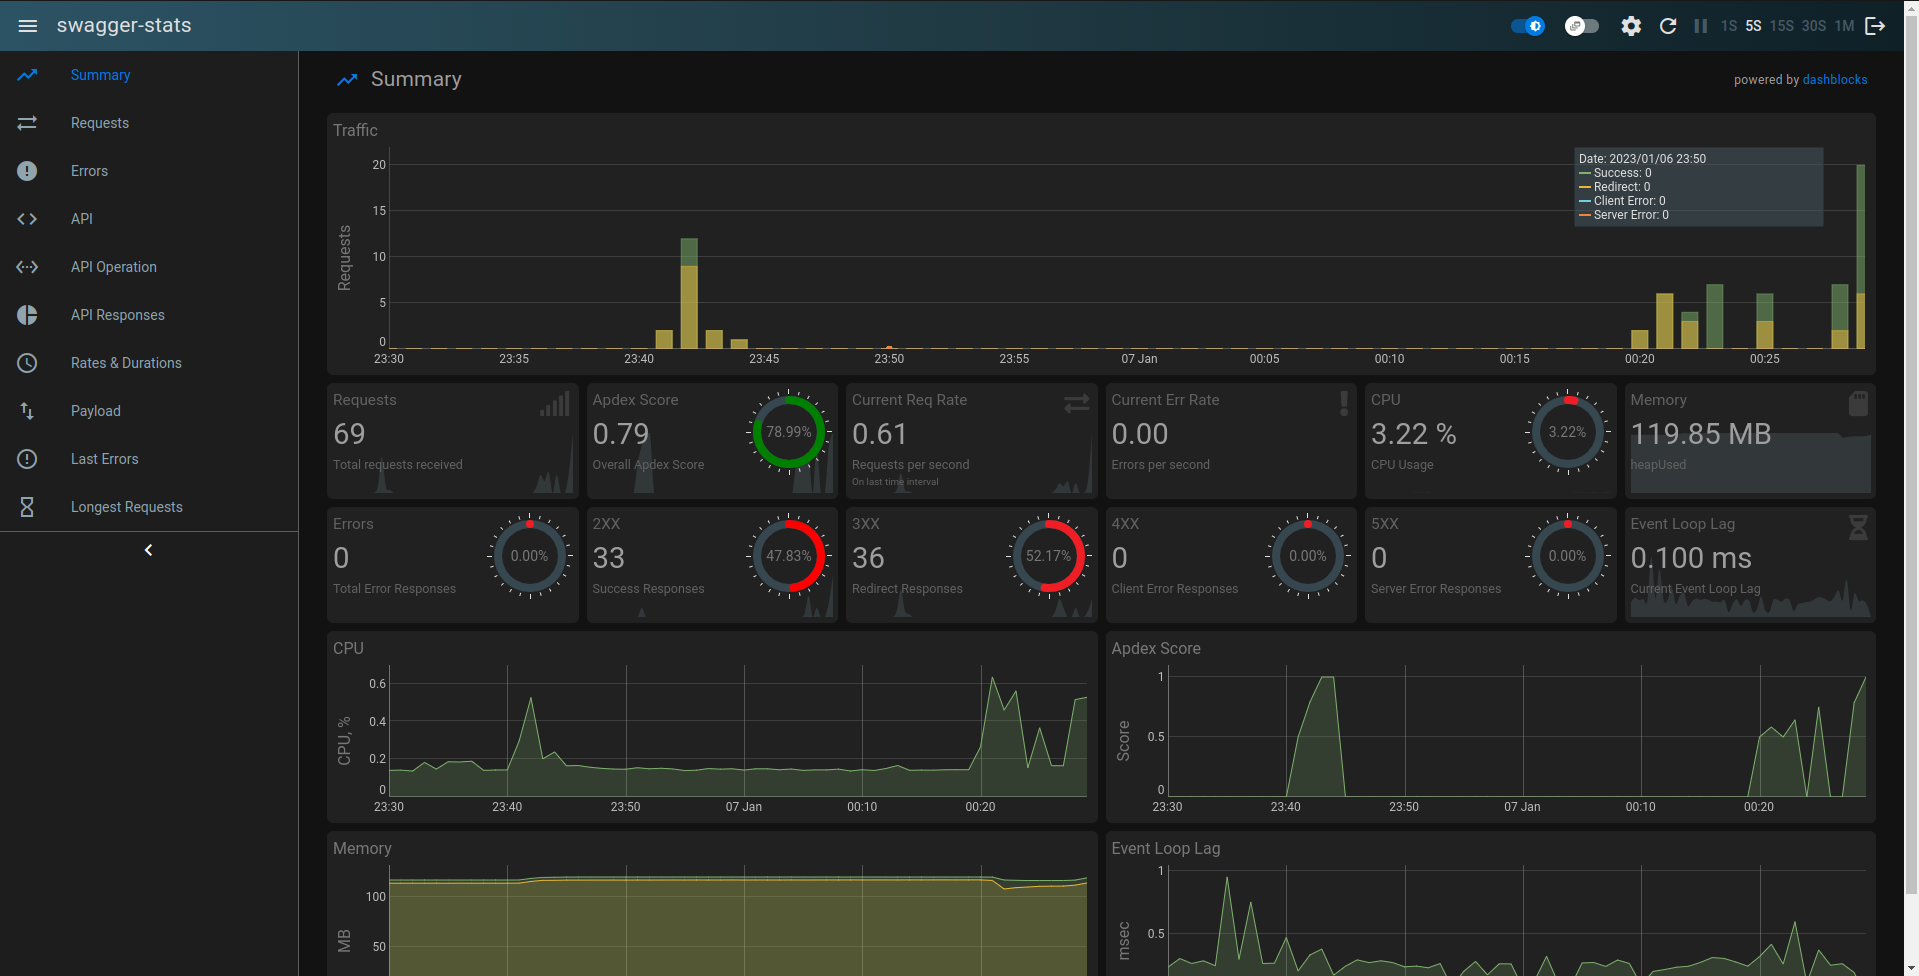 swagger-stats
1S 5S 15S 30S 1M
Summary
Requests
Errors
API
API Operation
API Responses
Rates & Durations
Payload
Last Errors
Longest Requests
Summary
powered by dashblocks
Traffic
Requests
20
15
10
5
0
23:30 23:35 23:40 23:45 23:50 23:55 07 Jan 00:05 00:10 00:15 00:20 00:25
Date: 2023/01/06 23:50
Success: 0
Redirect: 0
Client Error: 0
Server Error: 0
Requests
69
Total requests received
Apdex Score
0.79
Overall Apdex Score
78.99%
Current Req Rate
0.61
Requests per second
On last time interval
Current Err Rate
0.00
Errors per second
CPU
3.22 %
CPU Usage
3.22%
Memory
119.85 MB
heapUsed
Errors
0
Total Error Responses
0.00%
2XX
33
Success Responses
47.83%
3XX
36
Redirect Responses
52.17%
4XX
0
Client Error Responses
0.00%
5XX
0
Server Error Responses
0.00%
Event Loop Lag
0.100 ms
Current Event Loop Lag
CPU
CPU, %
0.6
0.4
0.2
0
23:30 23:40 23:50 07 Jan 00:10 00:20
Apdex Score
Score
1
0.5
0
23:30 23:40 23:50 07 Jan 00:10 00:20
Memory
MB
100
50
Event Loop Lag
msec
1
0.5